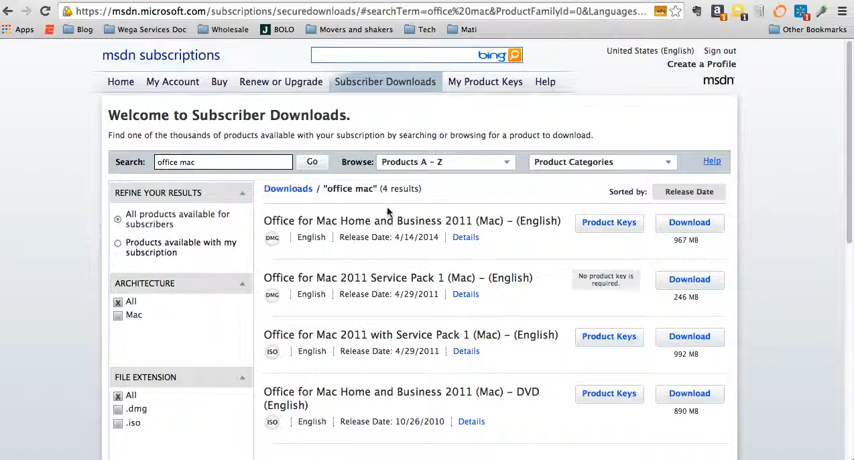 https://msdn.microsoft.com/subscriber/securedownloads/#searchTerm=office%20mac&ProductFamilyId=0&Languages...
Apps Blog Wega Services Doc Wholesale BOLO Movers and shakers Tech Mati Other Bookmarks
msdn subscriptions
bing
United States (English) Sign out
Create a Profile
Home My Account Buy Renew or Upgrade Subscriber Downloads My Product Keys Help
msdn
Welcome to Subscriber Downloads.
Find one of the thousands of products available with your subscription by searching or browsing for a product to download.
Search: office mac Go Browse: Products A - Z Product Categories Help
REFINE YOUR RESULTS
All products available for
subscribers
Products available with my
subscription
ARCHITECTURE
x All
Mac
FILE EXTENSION
x All
.dmg
.iso
Downloads / "office mac" (4 results)
Sorted by: Release Date
Office for Mac Home and Business 2011 (Mac) - (English)
DMG | English | Release Date: 4/14/2014 | Details
Product Keys Download
967 MB
Office for Mac 2011 Service Pack 1 (Mac) - (English)
DMG | English | Release Date: 4/29/2011 | Details
No product key is
required.
Download
246 MB
Office for Mac 2011 with Service Pack 1 (Mac) - (English)
ISO | English | Release Date: 4/29/2011 | Details
Product Keys Download
992 MB
Office for Mac Home and Business 2011 (Mac) - DVD
(English)
ISO | English | Release Date: 10/26/2010 | Details
Product Keys Download
890 MB